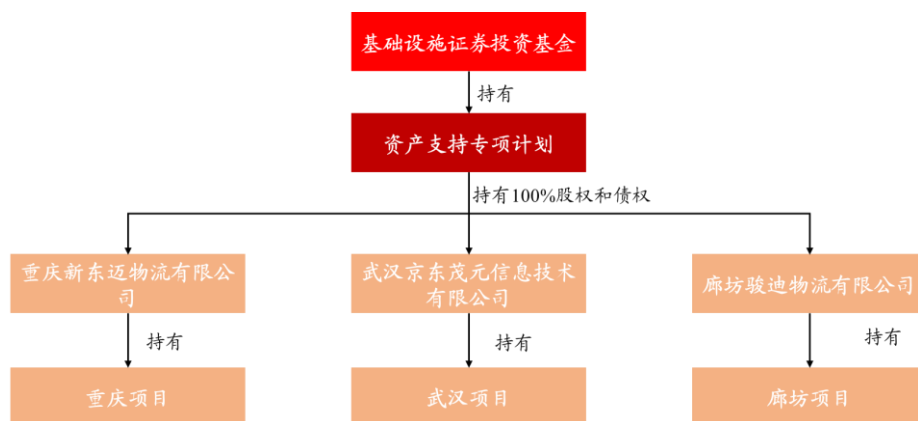 基础设施证券投资基金
持有
资产支持专项计划
持有100%股权和债权
重庆新东迈物流有限公
司
武汉京东茂元信息技术
有限公司
廊坊骏迪物流有限公司
持有
持有
持有
重庆项目
武汉项目
廊坊项目